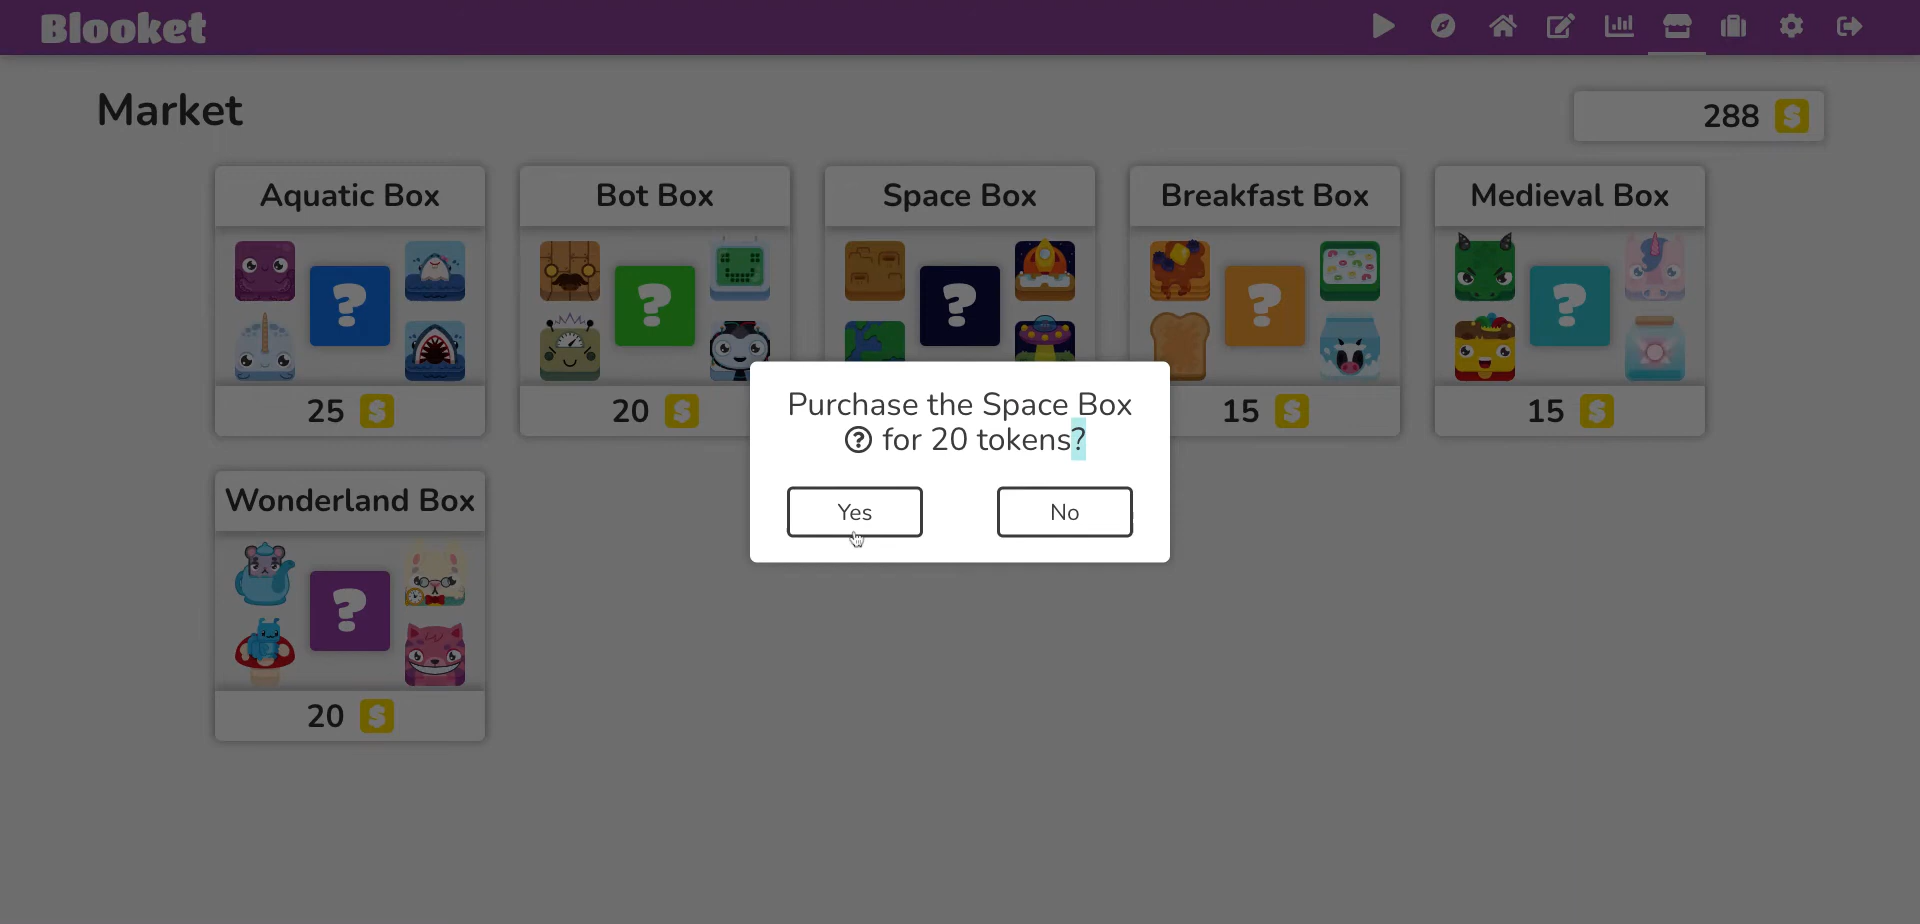 Blooket
Market
288
Aquatic Box
Bot Box
Space Box
Breakfast Box
Medieval Box
?
?
?
?
?
25
20
15
15
Purchase the Space Box
? for 20 tokens?
Yes
No
Wonderland Box
?
20